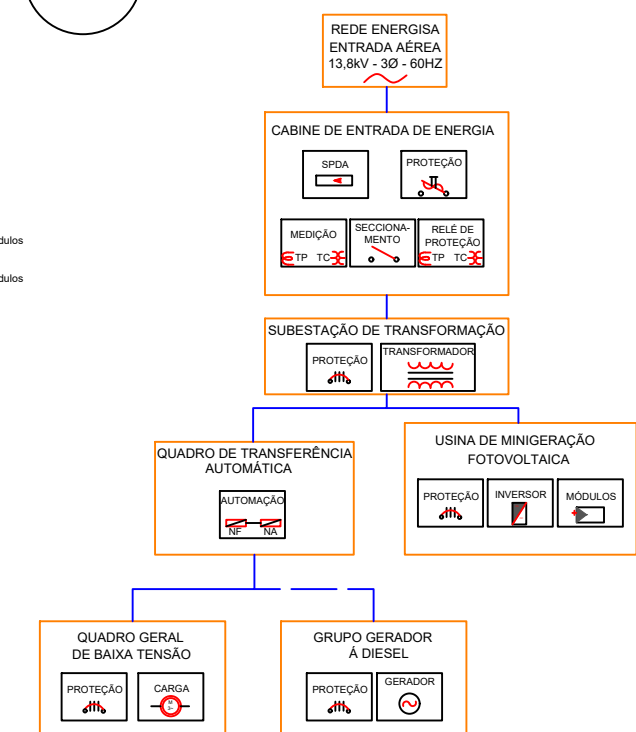 REDE ENERGISA
ENTRADA AÉREA
13,8kV - 3Ø - 60HZ
CABINE DE ENTRADA DE ENERGIA
SPDA
PROTEÇÃO
MEDIÇÃO
TP TC
SECCIONA-
MENTO
RELÉ DE
PROTEÇÃO
TP TC
SUBESTAÇÃO DE TRANSFORMAÇÃO
PROTEÇÃO
TRANSFORMADOR
QUADRO DE TRANSFERÊNCIA
AUTOMÁTICA
AUTOMAÇÃO
NF NA
USINA DE MINIGERAÇÃO
FOTOVOLTAICA
PROTEÇÃO
INVERSOR
MÓDULOS
QUADRO GERAL
DE BAIXA TENSÃO
PROTEÇÃO
CARGA
M
3~
GRUPO GERADOR
Á DIESEL
PROTEÇÃO
GERADOR
dulos
dulos